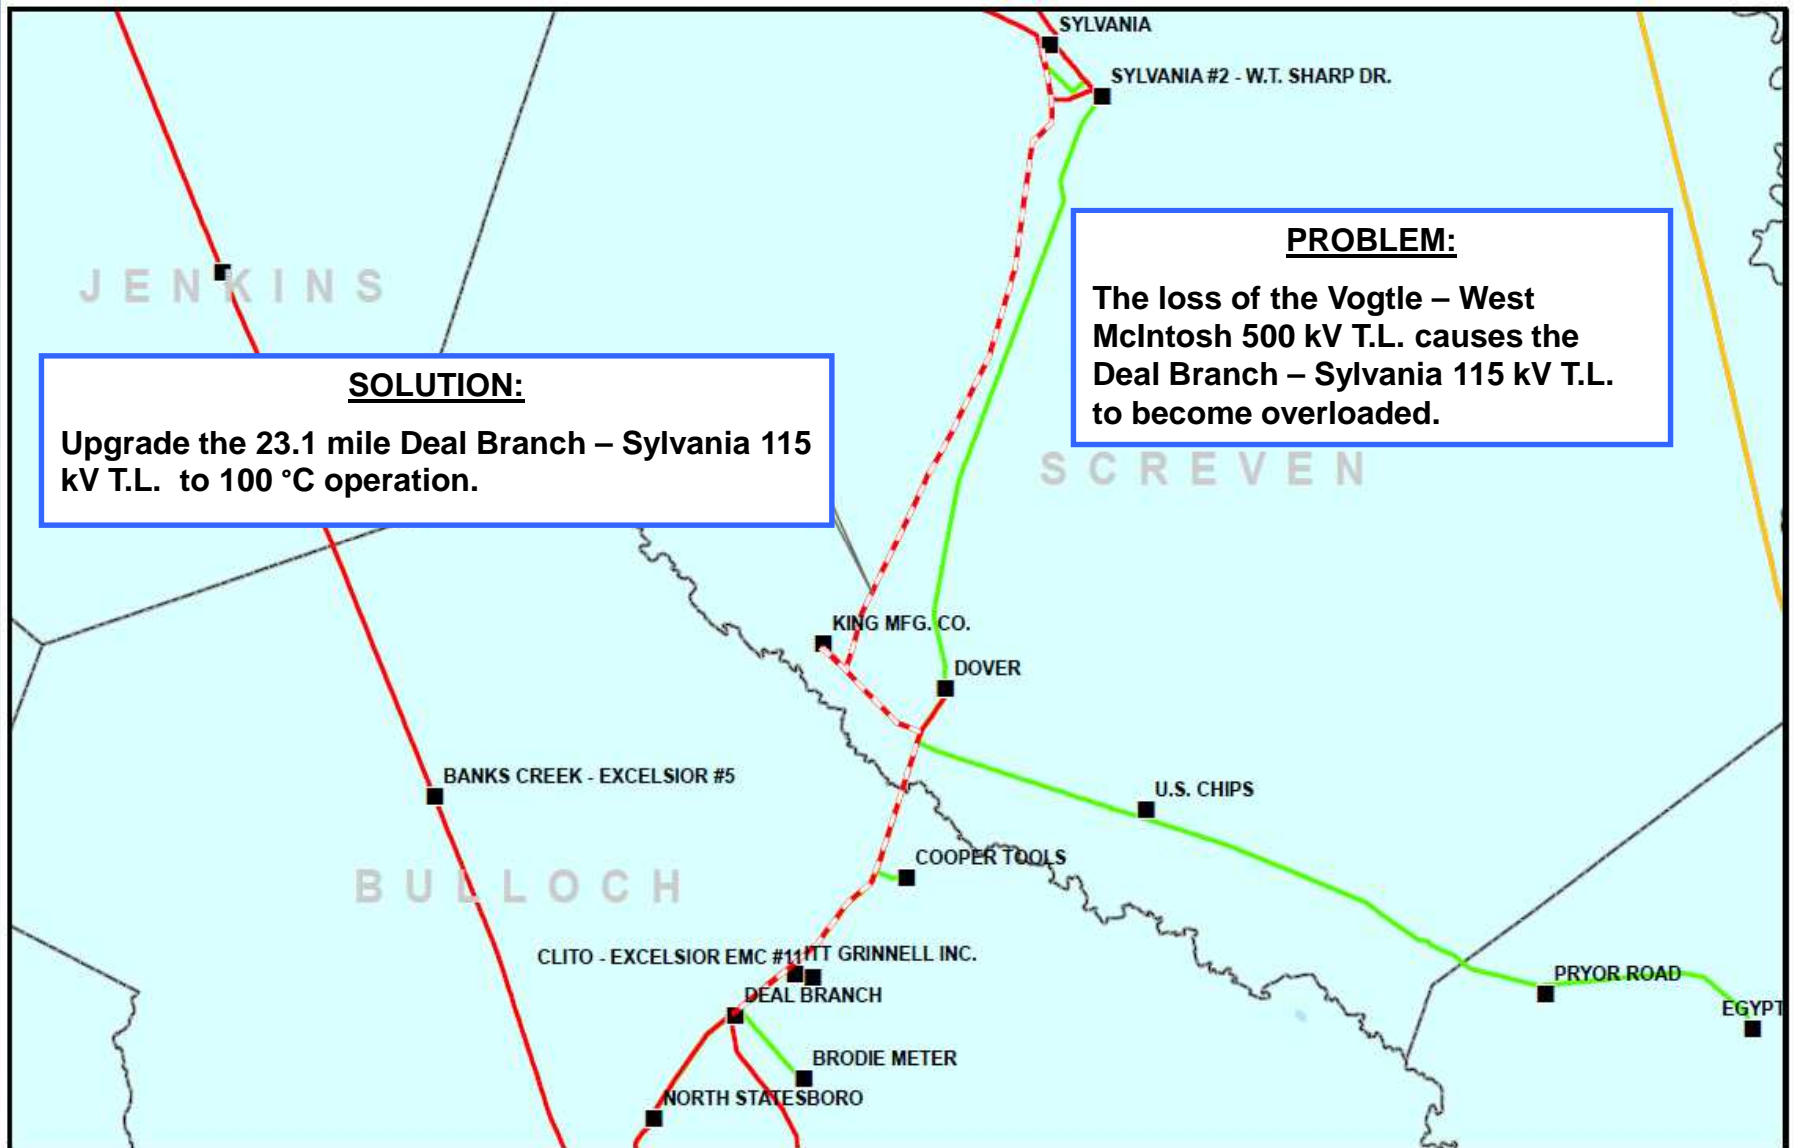 SYLVANIA
SYLVANIA #2 - W.T. SHARP DR.
PROBLEM:
The loss of the Vogtle – West
McIntosh 500 kV T.L. causes the
Deal Branch – Sylvania 115 kV T.L.
to become overloaded.
JENKINS
SOLUTION:
Upgrade the 23.1 mile Deal Branch – Sylvania 115
kV T.L. to 100 °C operation.
SCREVEN
KING MFG. CO.
DOVER
BANKS CREEK - EXCELSIOR #5
U.S. CHIPS
COOPER TOOLS
BULLOCH
CLITO - EXCELSIOR EMC #11
ITT GRINNELL INC.
PRYOR ROAD
DEAL BRANCH
EGYPT
BRODIE METER
NORTH STATESBORO